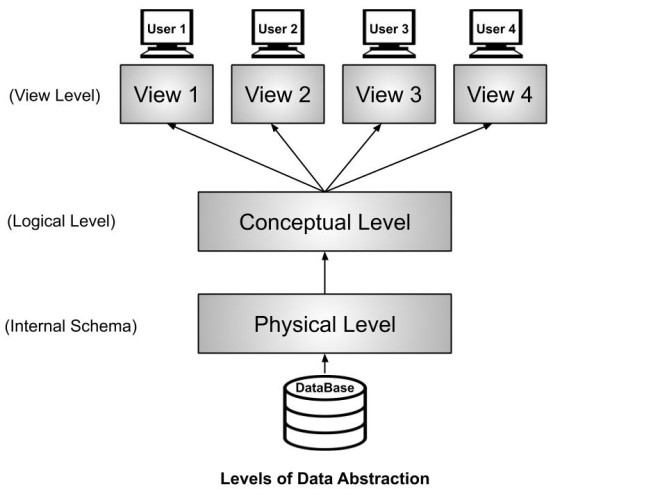 User 1 User 2 User 3 User 4
(View Level) View 1 View 2 View 3 View 4
(Logical Level) Conceptual Level
(Internal Schema) Physical Level
DataBase
Levels of Data Abstraction